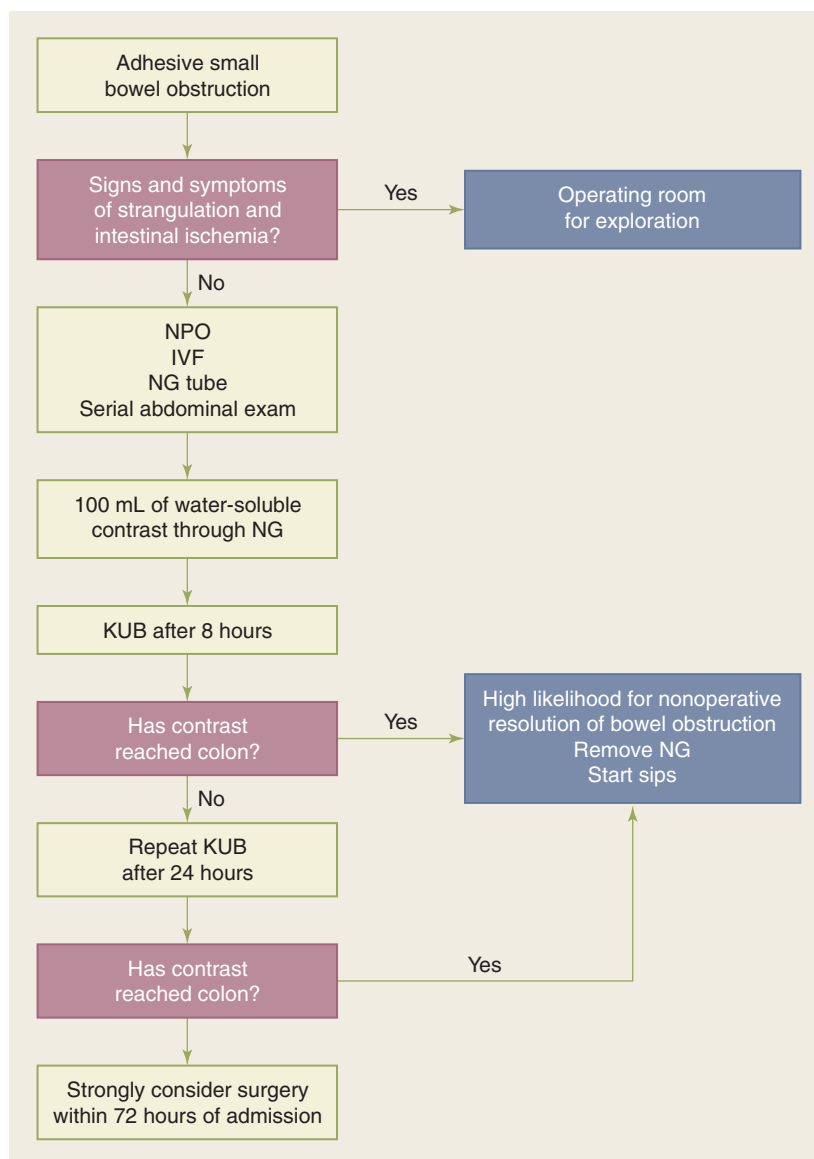 Adhesive small
bowel obstruction
Signs and symptoms
of strangulation and
intestinal ischemia?
Yes
Operating room
for exploration
No
NPO
IVF
NG tube
Serial abdominal exam
100 mL of water-soluble
contrast through NG
KUB after 8 hours
Has contrast
reached colon?
Yes
High likelihood for nonoperative
resolution of bowel obstruction
Remove NG
Start sips
No
Repeat KUB
after 24 hours
Has contrast
reached colon?
Yes
Strongly consider surgery
within 72 hours of admission